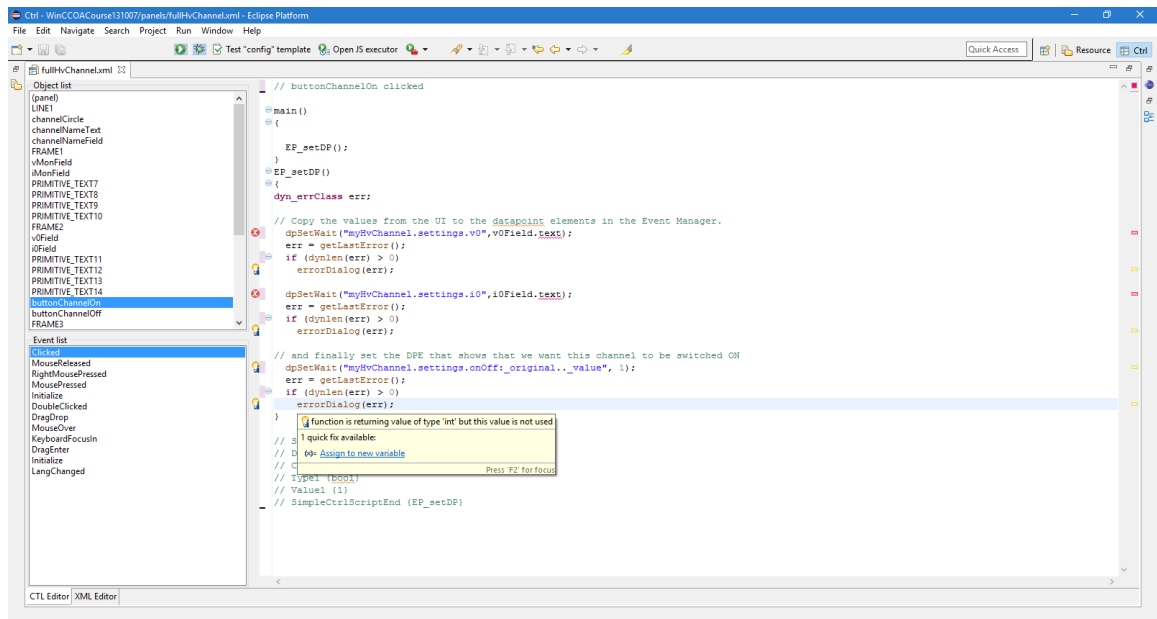 Ctrl - WinCCOACourse131007/panels/fullHvChannel.xml - Eclipse Platform
File Edit Navigate Search Project Run Window Help
Test "config" template Open JS executor Quick Access Resource Ctrl
fullHvChannel.xml
Object list
(panel)
LINE1
channelCircle
channelNameText
channelNameField
FRAME1
vMonField
iMonField
PRIMITIVE_TEXT7
PRIMITIVE_TEXT8
PRIMITIVE_TEXT9
PRIMITIVE_TEXT10
FRAME2
v0Field
i0Field
PRIMITIVE_TEXT11
PRIMITIVE_TEXT12
PRIMITIVE_TEXT13
PRIMITIVE_TEXT14
buttonChannelOn
buttonChannelOff
FRAME3
Event list
Clicked
MouseReleased
RightMousePressed
MousePressed
Initialize
DoubleClicked
DragDrop
MouseOver
KeyboardFocusIn
DragEnter
Initialize
LangChanged
// buttonChannelOn clicked
main()
{
EP_setDP();
}
EP_setDP()
{
dyn_errClass err;
// Copy the values from the UI to the datapoint elements in the Event Manager.
dpSetWait("myHvChannel.settings.v0",v0Field.text);
err = getLastError();
if (dynlen(err) > 0)
errorDialog(err);
dpSetWait("myHvChannel.settings.i0",i0Field.text);
err = getLastError();
if (dynlen(err) > 0)
errorDialog(err);
// and finally set the DPE that shows that we want this channel to be switched ON
dpSetWait("myHvChannel.settings.onOff:_original.._value", 1);
err = getLastError();
if (dynlen(err) > 0)
errorDialog(err);
}
function is returning value of type 'int' but this value is not used
1 quick fix available:
// S
// D
Assign to new variable
// C
Press 'F2' for focus
// Type1 {bool}
// Value1 {1}
// SimpleCtrlScriptEnd {EP_setDP}
CTL Editor XML Editor